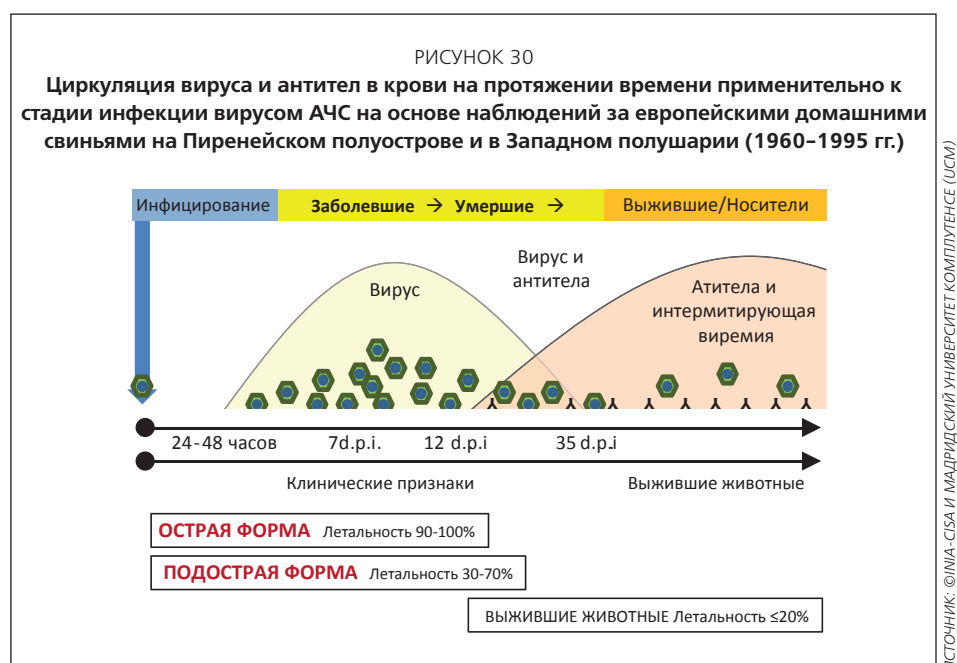 РИСУНОК 30
Циркуляция вируса и антител в крови на протяжении времени применительно к
стадии инфекции вирусом АЧС на основе наблюдений за европейскими домашними
свиньями на Пиренейском полуострове и в Западном полушарии (1960–1995 гг.)
Инфицирование
Заболевшие → Умершие →
Выжившие/Носители
Вирус
Вирус и
антитела
Атитела и
интермитирующая
виремия
24-48 часов
7d.p.i.
12 d.p.i
35 d.p.i
Клинические признаки
Выжившие животные
ОСТРАЯ ФОРМА Летальность 90-100%
ПОДОСТРАЯ ФОРМА Летальность 30-70%
ВЫЖИВШИЕ ЖИВОТНЫЕ Летальность ≤20%
ИСТОЧНИК: ©INIA-CISA И МАДРИДСКИЙ УНИВЕРСИТЕТ КОМПЛУТЕНСЕ (UCM)